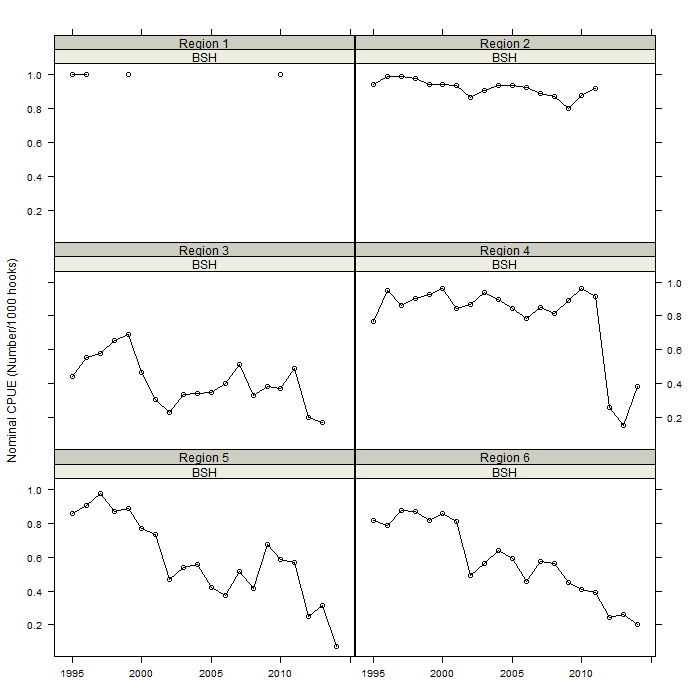 Region 1
Region 2
BSH
BSH
1.0
0.8
0.6
0.4
0.2
Region 3
Region 4
BSH
BSH
1.0
0.8
0.6
0.4
0.2
Nominal CPUE (Number/1000 hooks)
Region 5
Region 6
BSH
BSH
1.0
0.8
0.6
0.4
0.2
1995
2000
2005
2010
1995
2000
2005
2010